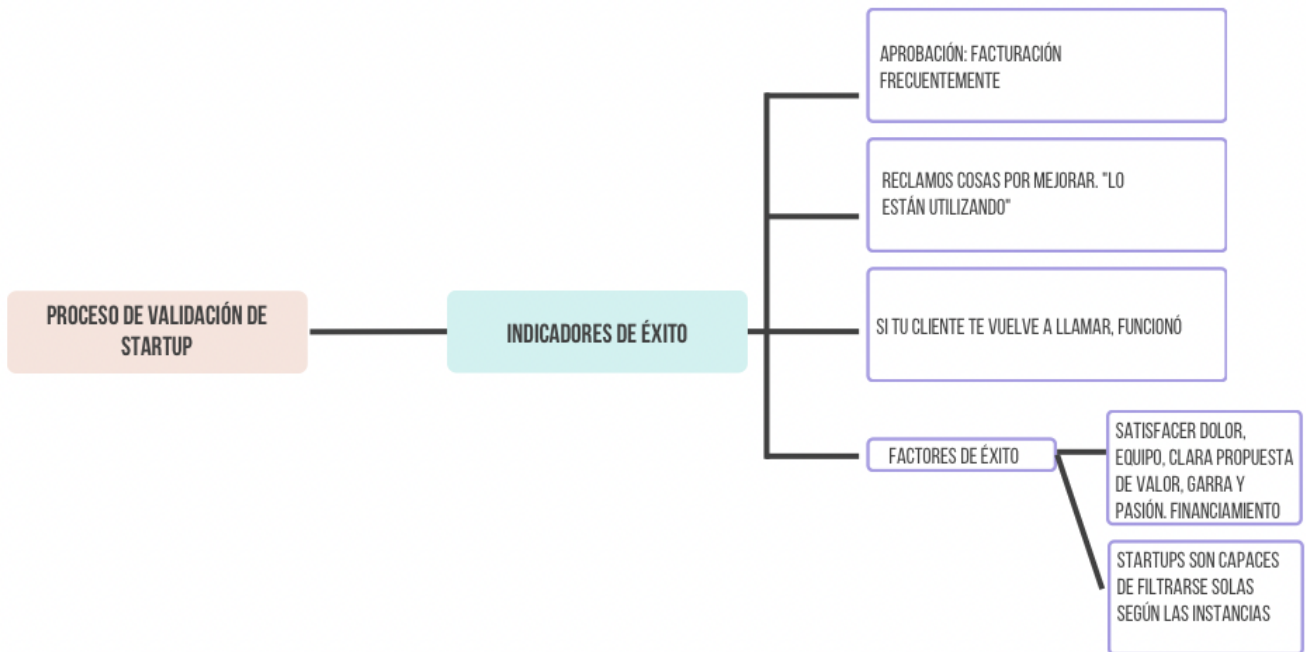 APROBACIÓN: FACTURACIÓN
FRECUENTEMENTE
RECLAMOS COSAS POR MEJORAR. "LO
ESTÁN UTILIZANDO"
PROCESO DE VALIDACIÓN DE
STARTUP
INDICADORES DE ÉXITO
SI TU CLIENTE TE VUELVE A LLAMAR, FUNCIONÓ
FACTORES DE ÉXITO
SATISFACER DOLOR,
EQUIPO, CLARA PROPUESTA
DE VALOR, GARRA Y
PASIÓN. FINANCIAMIENTO
STARTUPS SON CAPACES
DE FILTRARSE SOLAS
SEGÚN LAS INSTANCIAS